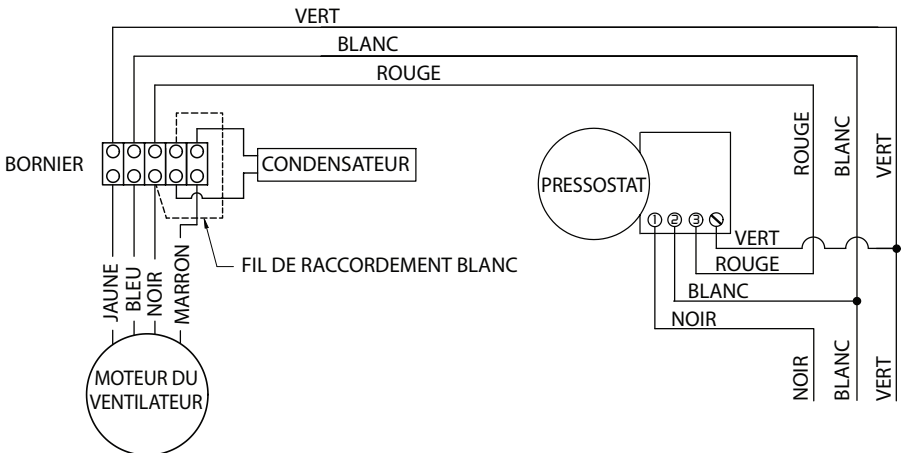 VERT
BLANC
ROUGE
BORNIER
CONDENSATEUR
PRESSOSTAT
ROUGE
BLANC
VERT
1 2 3
VERT
ROUGE
BLANC
NOIR
FIL DE RACCORDEMENT BLANC
JAUNE
BLEU
NOIR
MARRON
MOTEUR DU
VENTILATEUR
NOIR
BLANC
VERT